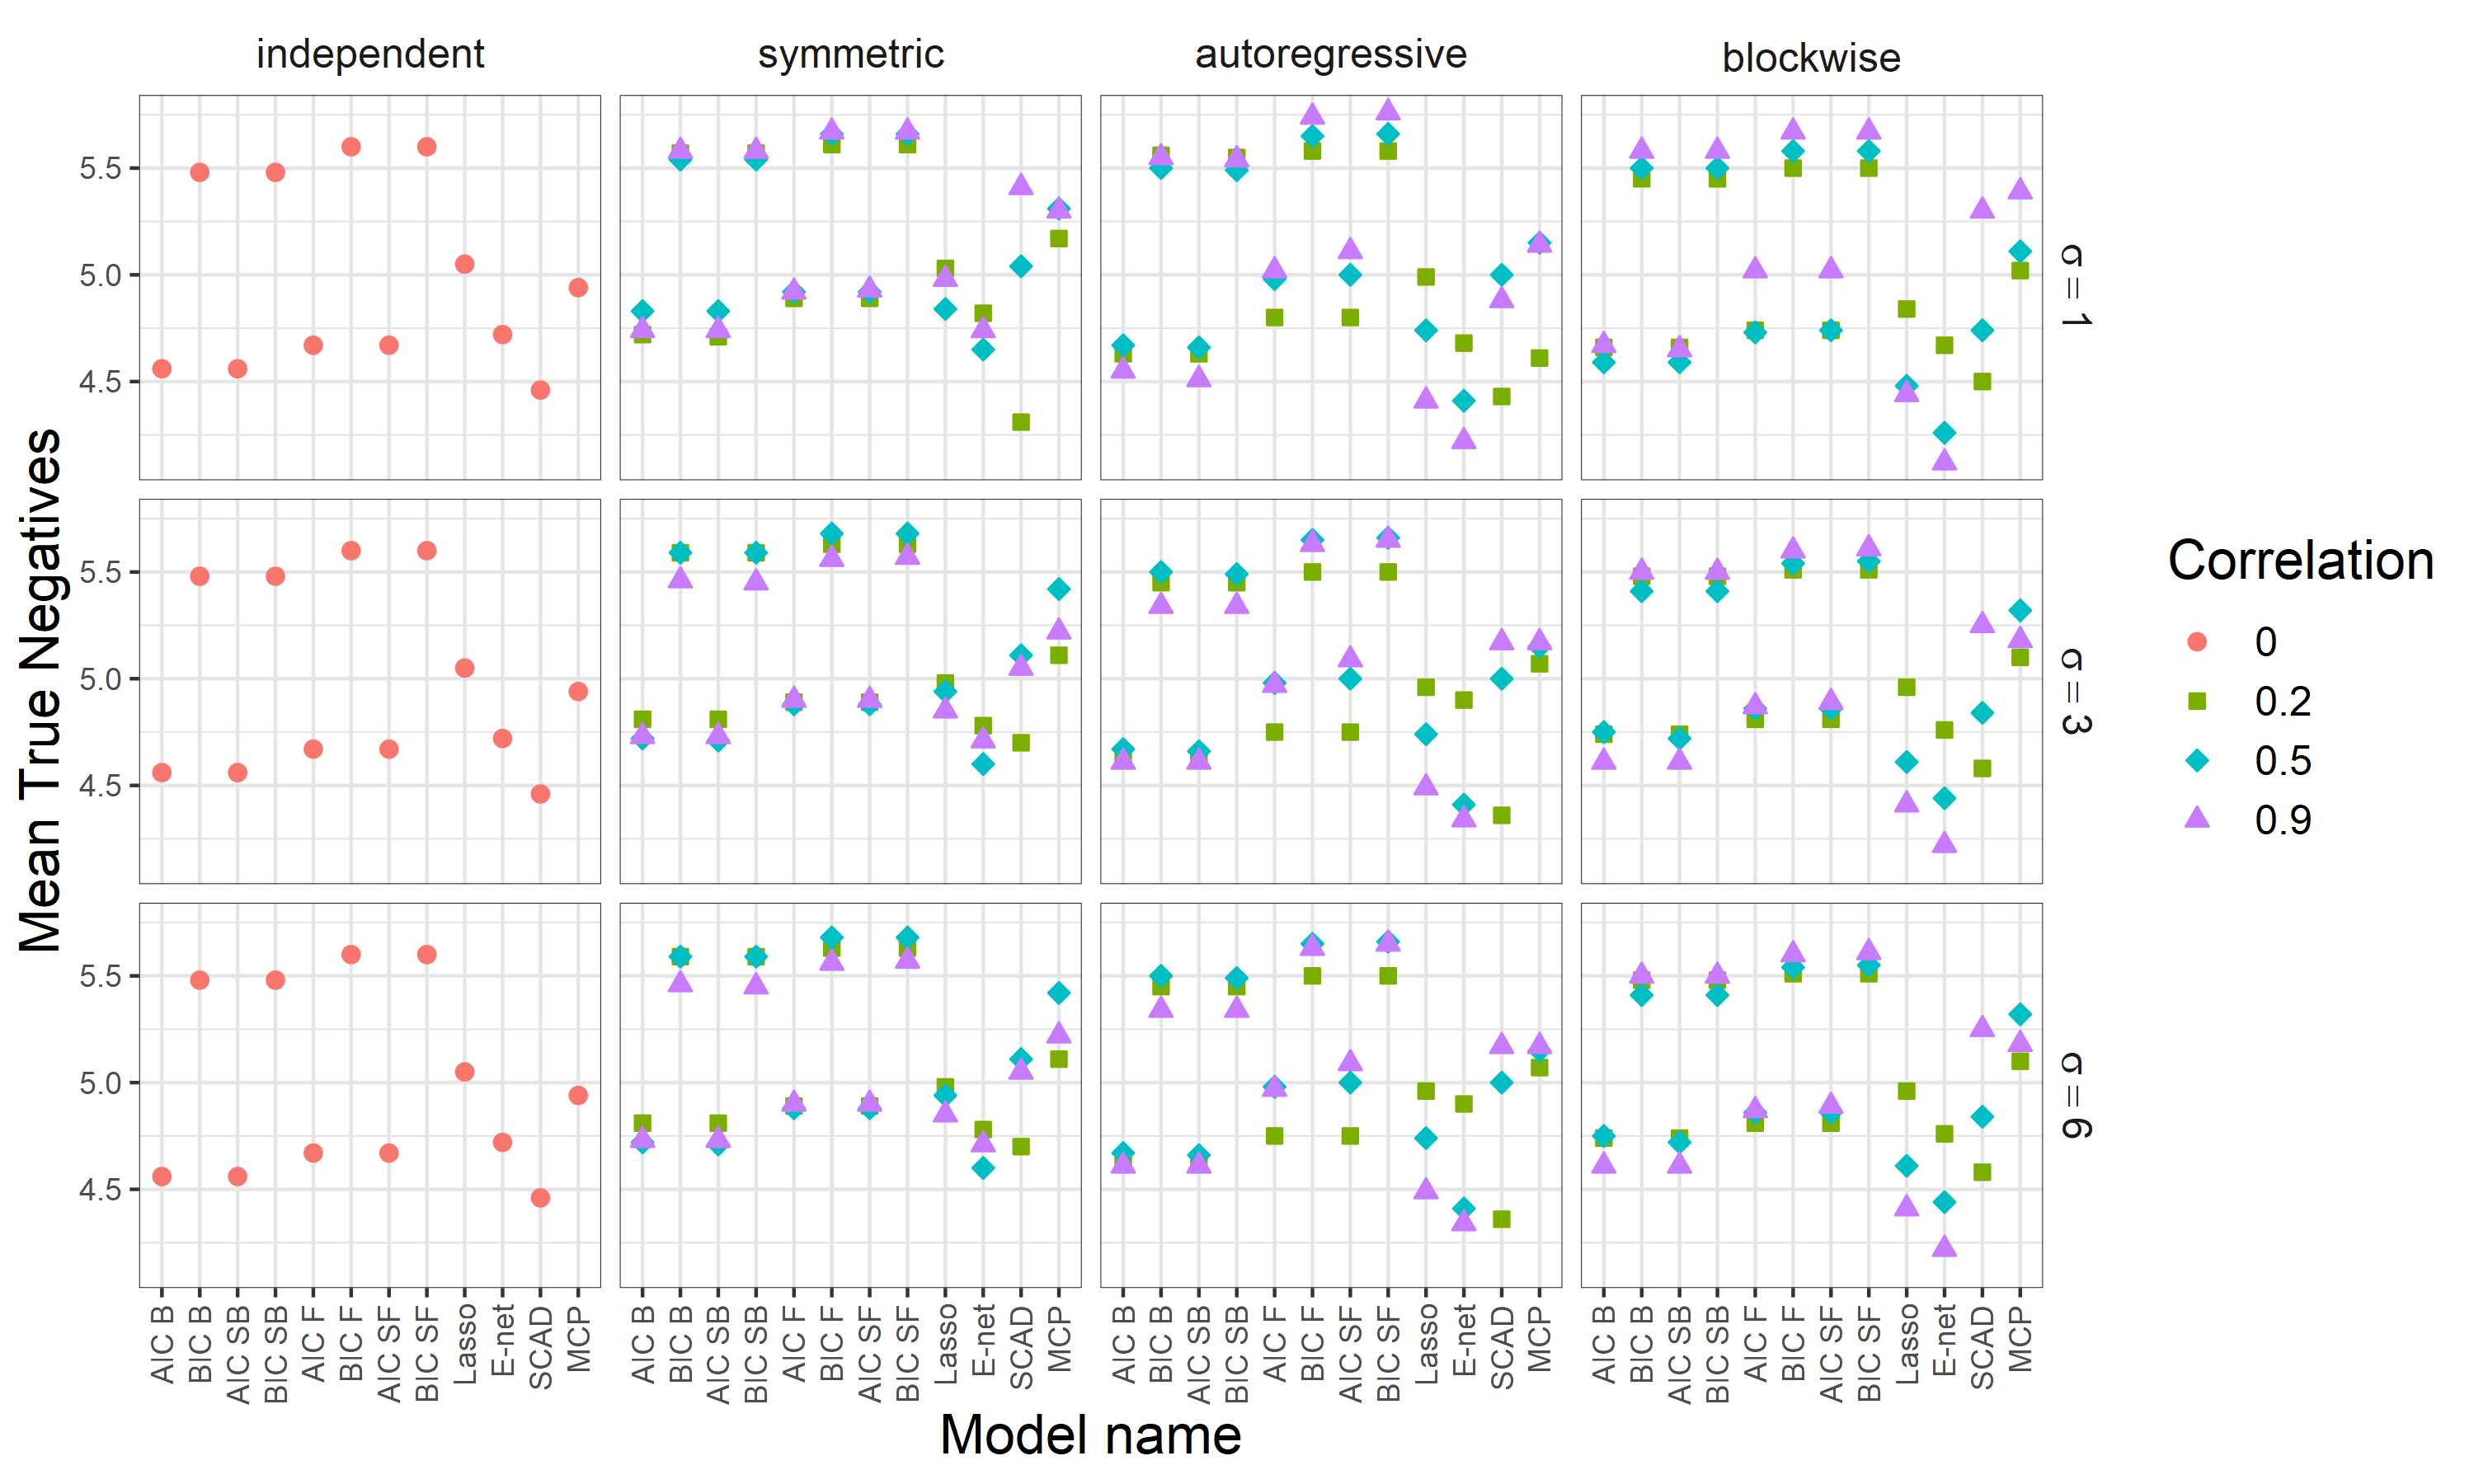 independent symmetric autoregressive blockwise
Mean True Negatives
5.5
5.0
4.5
σ = 1
5.5
5.0
4.5
σ = 3
5.5
5.0
4.5
σ = 6
AIC B BIC B AIC SB BIC SB AIC F BIC F AIC SF BIC SF Lasso E-net SCAD MCP
AIC B BIC B AIC SB BIC SB AIC F BIC F AIC SF BIC SF Lasso E-net SCAD MCP
AIC B BIC B AIC SB BIC SB AIC F BIC F AIC SF BIC SF Lasso E-net SCAD MCP
AIC B BIC B AIC SB BIC SB AIC F BIC F AIC SF BIC SF Lasso E-net SCAD MCP
Model name
Correlation
0
0.2
0.5
0.9